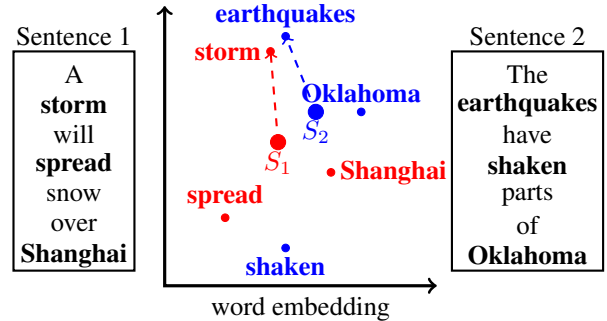 Sentence 1
A
storm
will
spread
snow
over
Shanghai
earthquakes
storm
Oklahoma
S2
S1
Shanghai
spread
shaken
word embedding
Sentence 2
The
earthquakes
have
shaken
parts
of
Oklahoma